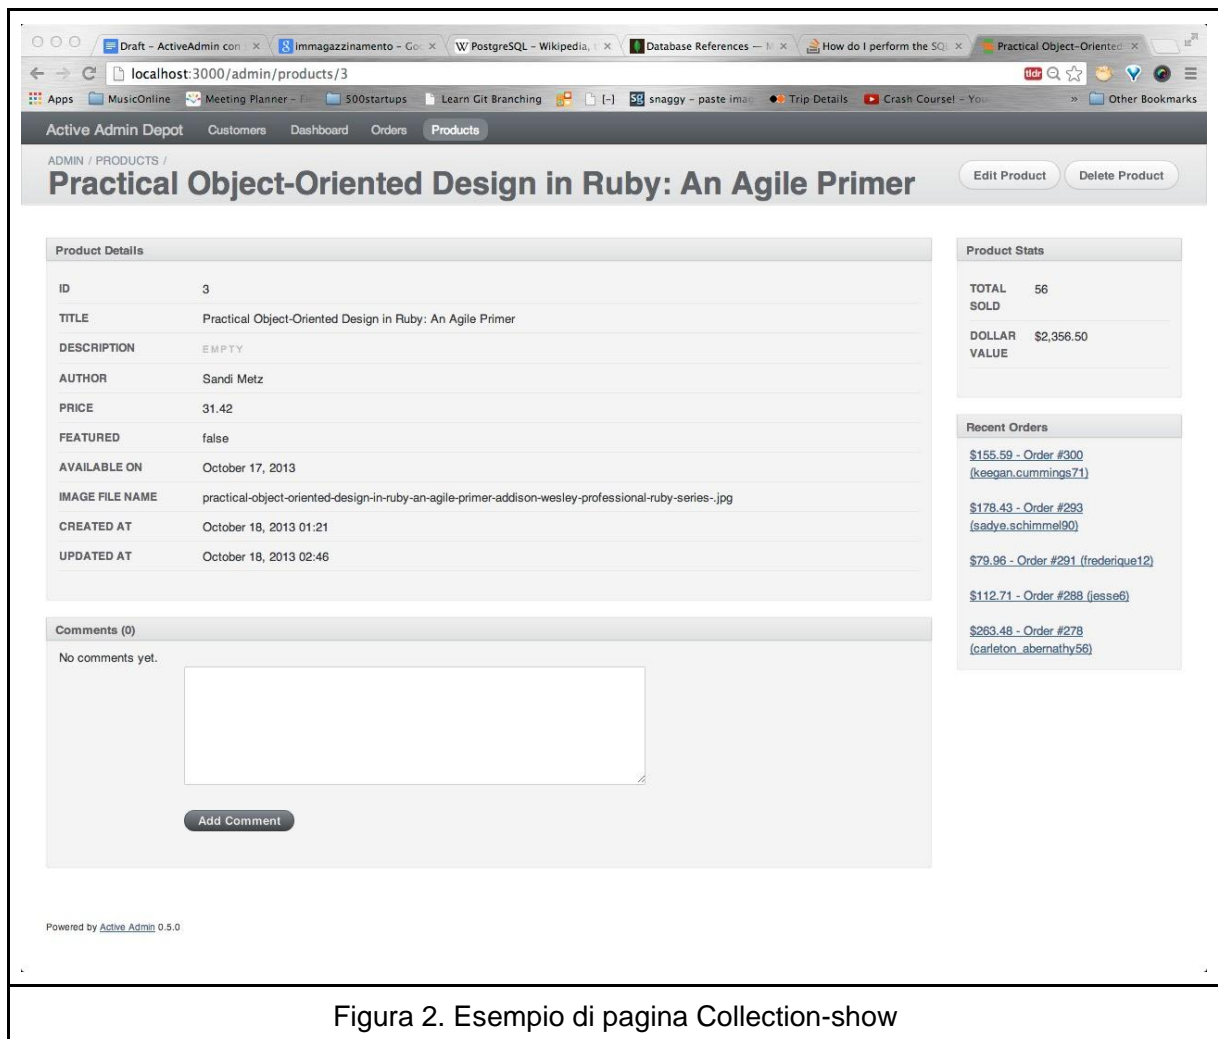 Draft - ActiveAdmin con
immagazzinamento - Goo
PostgreSQL - Wikipedia,
Database References —
How do I perform the SQL
Practical Object-Oriented
localhost:3000/admin/products/3
tldr
Apps MusicOnline Meeting Planner - 500startups Learn Git Branching [-] Sg snaggy - paste imag Trip Details Crash Course! - You » Other Bookmarks
Active Admin Depot Customers Dashboard Orders Products
ADMIN / PRODUCTS /
Practical Object-Oriented Design in Ruby: An Agile Primer
Edit Product Delete Product
Product Details
ID 3
TITLE Practical Object-Oriented Design in Ruby: An Agile Primer
DESCRIPTION EMPTY
AUTHOR Sandi Metz
PRICE 31.42
FEATURED false
AVAILABLE ON October 17, 2013
IMAGE FILE NAME practical-object-oriented-design-in-ruby-an-agile-primer-addison-wesley-professional-ruby-series-.jpg
CREATED AT October 18, 2013 01:21
UPDATED AT October 18, 2013 02:46
Comments (0)
No comments yet.
Add Comment
Product Stats
TOTAL 56
SOLD
DOLLAR $2,356.50
VALUE
Recent Orders
$155.59 - Order #300
(keegan.cummings71)
$178.43 - Order #293
(sadye.schimmel90)
$79.96 - Order #291 (frederique12)
$112.71 - Order #288 (jesse6)
$263.48 - Order #278
(carleton_abernathy56)
Powered by Active Admin 0.5.0
Figura 2. Esempio di pagina Collection-show